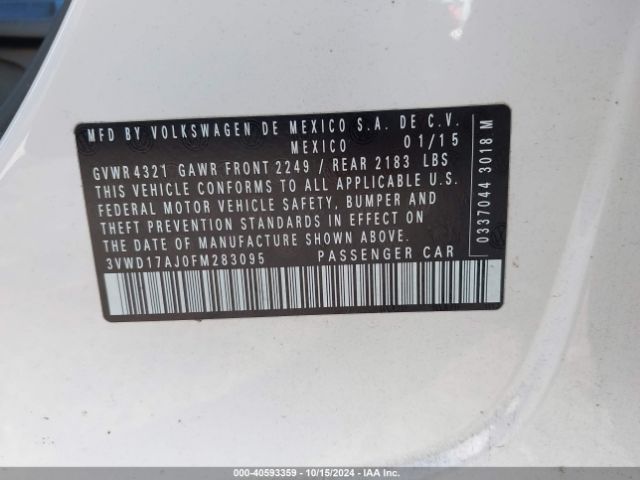 MFD BY VOLKSWAGEN DE MEXICO S.A. DE C.V.
MEXICO 01/15
GVWR 4321 GAWR FRONT 2249 / REAR 2183 LBS
THIS VEHICLE CONFORMS TO ALL APPLICABLE U.S.
FEDERAL MOTOR VEHICLE SAFETY, BUMPER AND
THEFT PREVENTION STANDARDS IN EFFECT ON
THE DATE OF MANUFACTURE SHOWN ABOVE.
3VWD17AJ0FM283095 PASSENGER CAR
0337044 3018 M
000-40593359 - 10/15/2024 - IAA Inc.